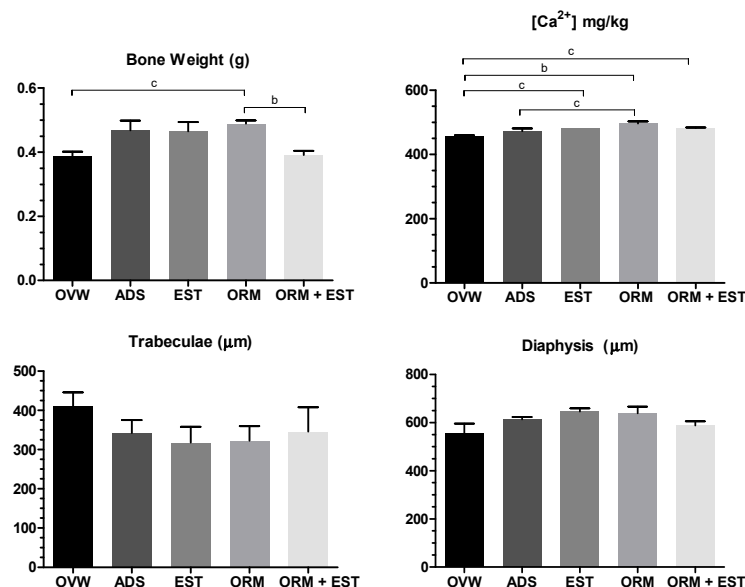 Bone Weight (g)
0.6
0.4
0.2
0.0
c
b
OVW ADS EST ORM ORM + EST
[Ca²⁺] mg/kg
600
400
200
0
c
b
c
c
OVW ADS EST ORM ORM + EST
Trabeculae (μm)
500
400
300
200
100
0
OVW ADS EST ORM ORM + EST
Diaphysis (μm)
800
600
400
200
0
OVW ADS EST ORM ORM + EST